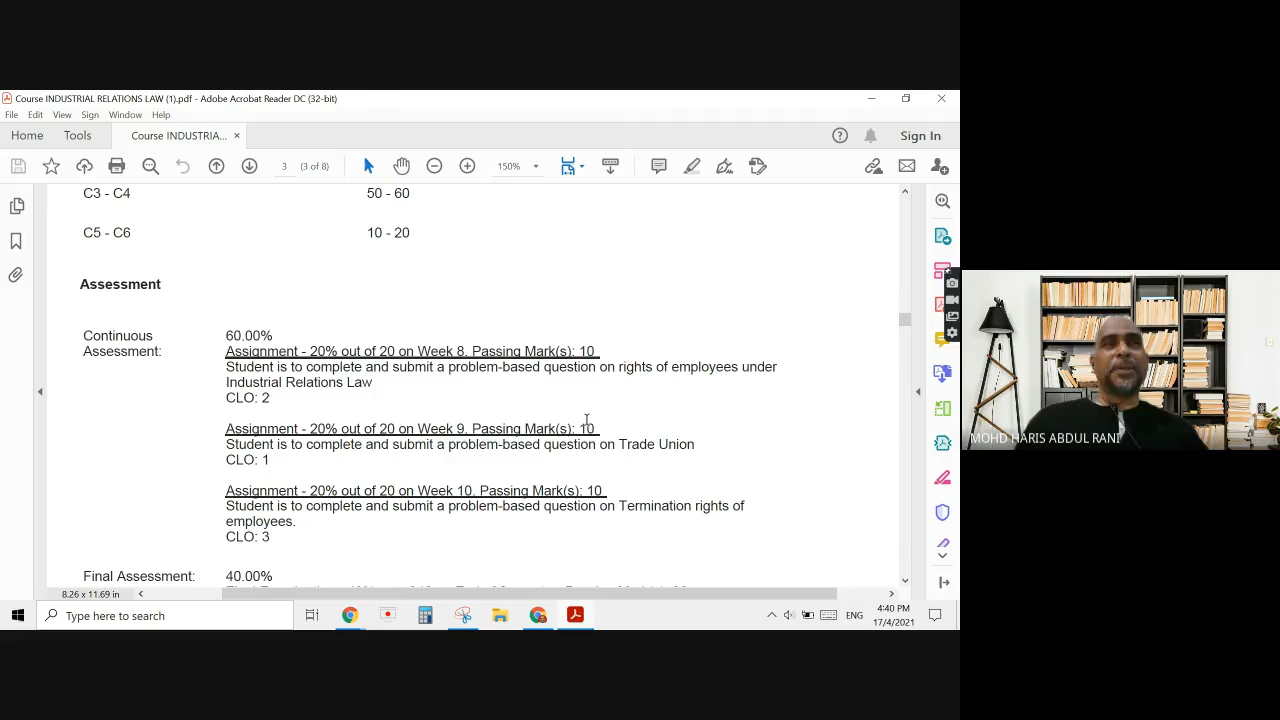 Course INDUSTRIAL RELATIONS LAW (1).pdf - Adobe Acrobat Reader DC (32-bit)
File Edit View Sign Window Help
Home Tools Course INDUSTRIA... × Sign In
3 (3 of 8) 150%
C3 - C4 50 - 60
C5 - C6 10 - 20
Assessment
Continuous 60.00%
Assessment: Assignment - 20% out of 20 on Week 8. Passing Mark(s): 10
Student is to complete and submit a problem-based question on rights of employees under
Industrial Relations Law
CLO: 2
Assignment - 20% out of 20 on Week 9. Passing Mark(s): 10
Student is to complete and submit a problem-based question on Trade Union
CLO: 1
Assignment - 20% out of 20 on Week 10. Passing Mark(s): 10
Student is to complete and submit a problem-based question on Termination rights of
employees.
CLO: 3
Final Assessment: 40.00%
8.26 x 11.69 in
Type here to search
ENG
4:40 PM
17/4/2021
MOHD HARIS ABDUL RANI